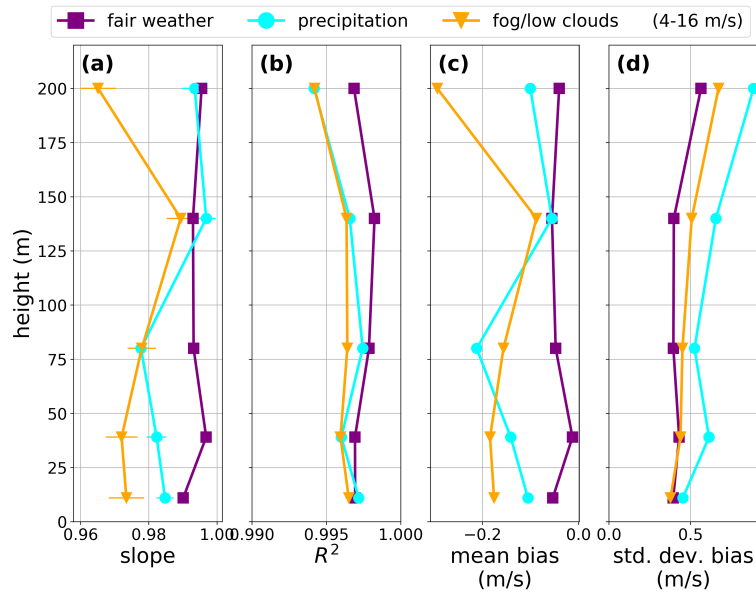 fair weather precipitation fog/low clouds (4-16 m/s)
(a) (b) (c) (d)
height (m)
200
175
150
125
100
75
50
25
0
0.96 0.98 1.00
slope
0.990 0.995 1.000
R²
−0.2 0.0
mean bias
(m/s)
0.0 0.5
std. dev. bias
(m/s)